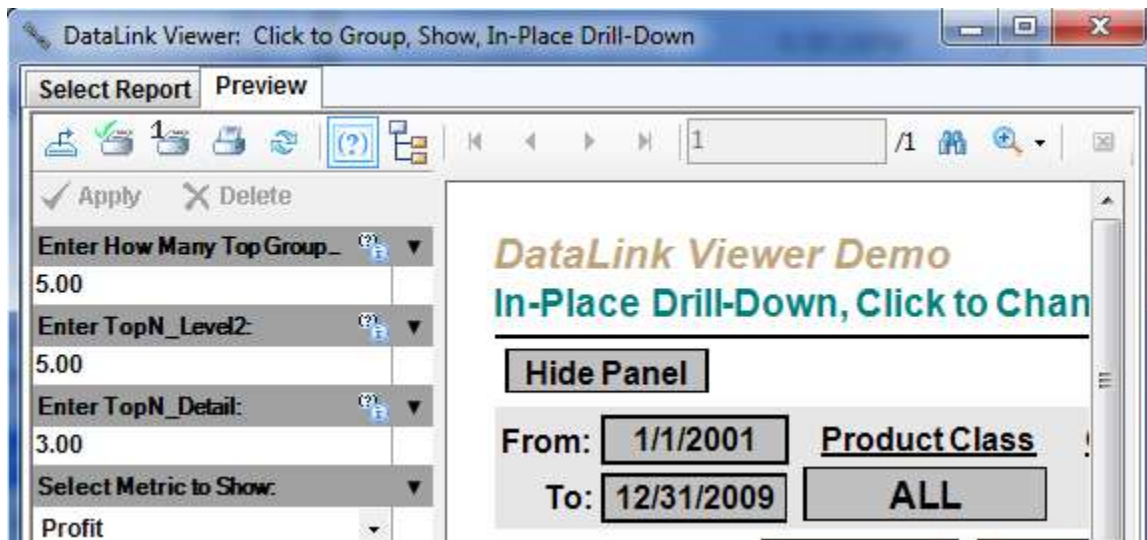 DataLink Viewer: Click to Group, Show, In-Place Drill-Down
Select Report Preview
1 (?) 1 /1
Apply Delete
Enter How Many Top Group_
5.00
Enter TopN_Level2:
5.00
Enter TopN_Detail:
3.00
Select Metric to Show:
Profit
DataLink Viewer Demo
In-Place Drill-Down, Click to Chan
Hide Panel
From: 1/1/2001 Product Class
To: 12/31/2009 ALL